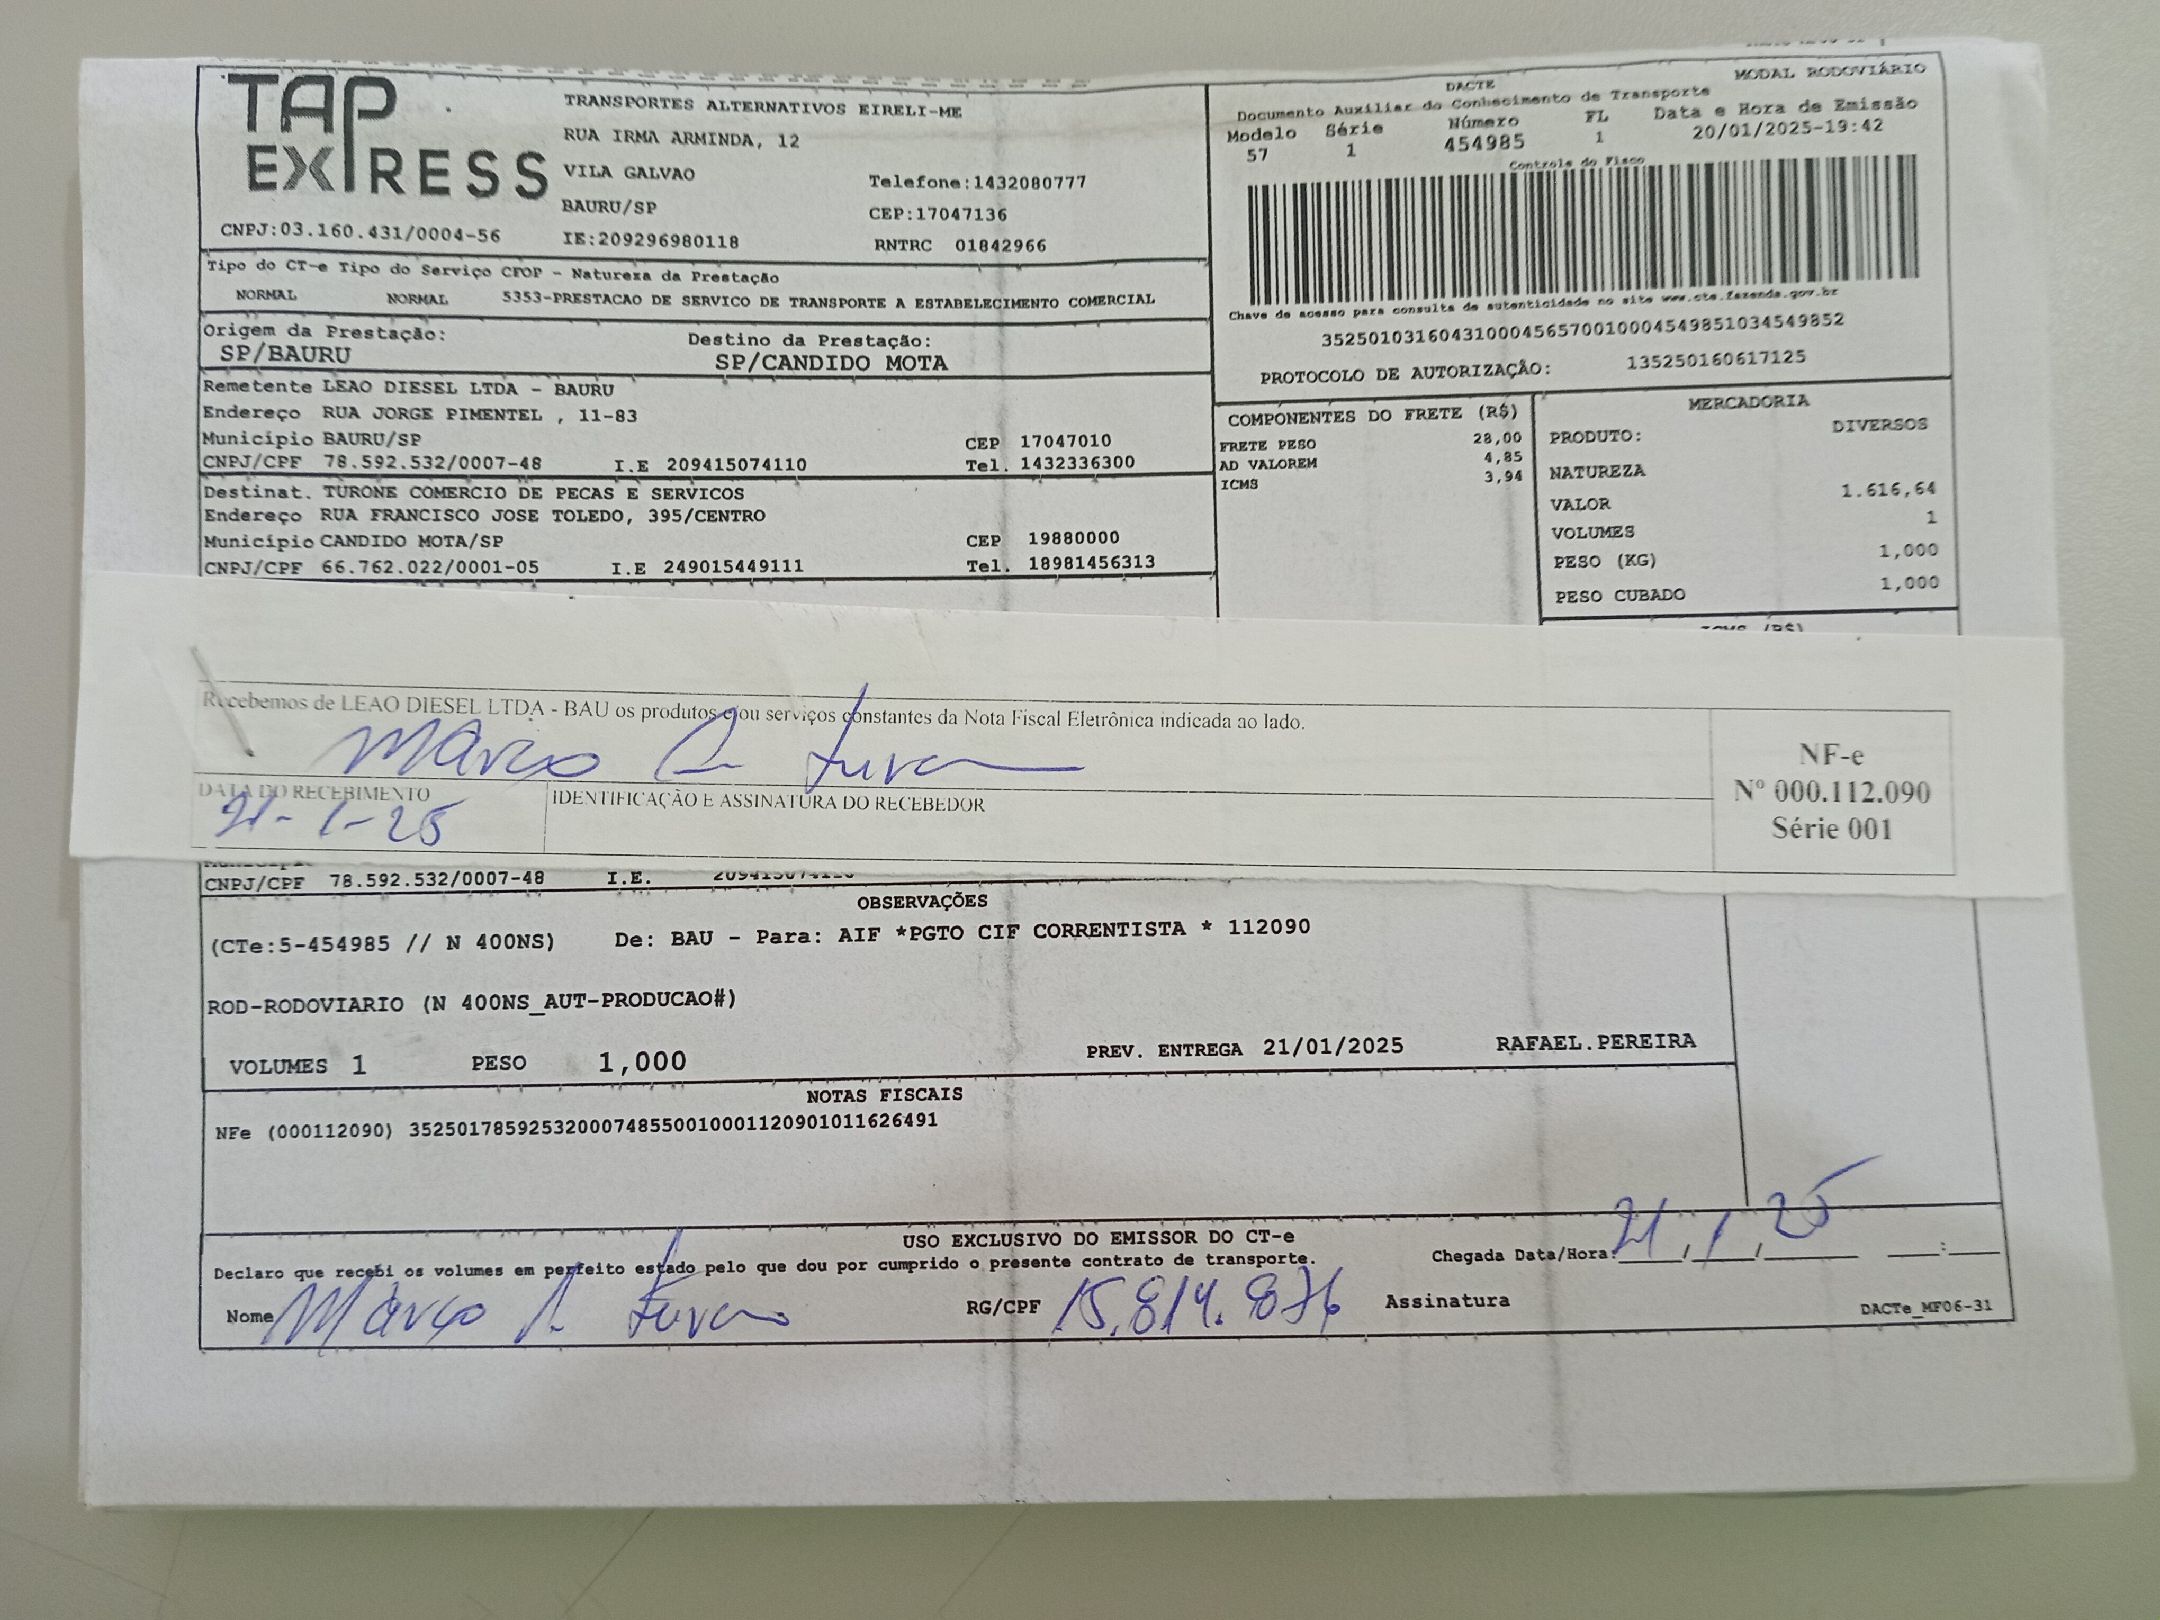 TAP EXPRESS
TRANSPORTES ALTERNATIVOS EIRELI-ME
RUA IRMA ARMINDA, 12
VILA GALVAO
Telefone:1432080777
BAURU/SP
CEP:17047136
CNPJ:03.160.431/0004-56
IE:209296980118
RNTRC 01842966
MODAL RODOVIÁRIO
DACTE
Documento Auxiliar do Conhecimento de Transporte
Modelo Série Número FL Data e Hora de Emissão
57 1 454985 1 20/01/2025-19:42
Controle do Fisco
Chave de acesso para consulta de autenticidade no site www.cte.fazenda.gov.br
35250103160431000456570010004549851034549852
PROTOCOLO DE AUTORIZAÇÃO: 135250160617125
Tipo do CT-e Tipo do Serviço CFOP - Natureza da Prestação
NORMAL NORMAL 5353-PRESTACAO DE SERVICO DE TRANSPORTE A ESTABELECIMENTO COMERCIAL
Origem da Prestação: Destino da Prestação:
SP/BAURU SP/CANDIDO MOTA
Remetente LEAO DIESEL LTDA - BAURU
Endereço RUA JORGE PIMENTEL , 11-83
Município BAURU/SP CEP 17047010
CNPJ/CPF 78.592.532/0007-48 I.E 209415074110 Tel. 1432336300
Destinat. TURONE COMERCIO DE PECAS E SERVICOS
Endereço RUA FRANCISCO JOSE TOLEDO, 395/CENTRO
Município CANDIDO MOTA/SP CEP 19880000
CNPJ/CPF 66.762.022/0001-05 I.E 249015449111 Tel. 18981456313
COMPONENTES DO FRETE (R$)
FRETE PESO 28,00
AD VALOREM 4,85
ICMS 3,94
MERCADORIA
PRODUTO: DIVERSOS
NATUREZA
VALOR 1.616,64
VOLUMES 1
PESO (KG) 1,000
PESO CUBADO 1,000
ICMS (R$)
Recebemos de LEAO DIESEL LTDA - BAU os produtos e/ou serviços constantes da Nota Fiscal Eletrônica indicada ao lado.
Março
DATA DO RECEBIMENTO
21-1-25
IDENTIFICAÇÃO E ASSINATURA DO RECEBEDOR
NF-e
Nº 000.112.090
Série 001
CNPJ/CPF 78.592.532/0007-48 I.E. 209415074110
OBSERVAÇÕES
(CTe:5-454985 // N 400NS) De: BAU - Para: AIF *PGTO CIF CORRENTISTA * 112090
ROD-RODOVIARIO (N 400NS_AUT-PRODUCAO#)
VOLUMES 1 PESO 1,000 PREV. ENTREGA 21/01/2025 RAFAEL.PEREIRA
NOTAS FISCAIS
NFe (000112090) 35250178592532000748550010001120901011626491
USO EXCLUSIVO DO EMISSOR DO CT-e
Declaro que recebi os volumes em perfeito estado pelo que dou por cumprido o presente contrato de transporte.
Chegada Data/Hora: 21/1/25
Nome Março RG/CPF 15.814.876 Assinatura
DACTe_MF06-31